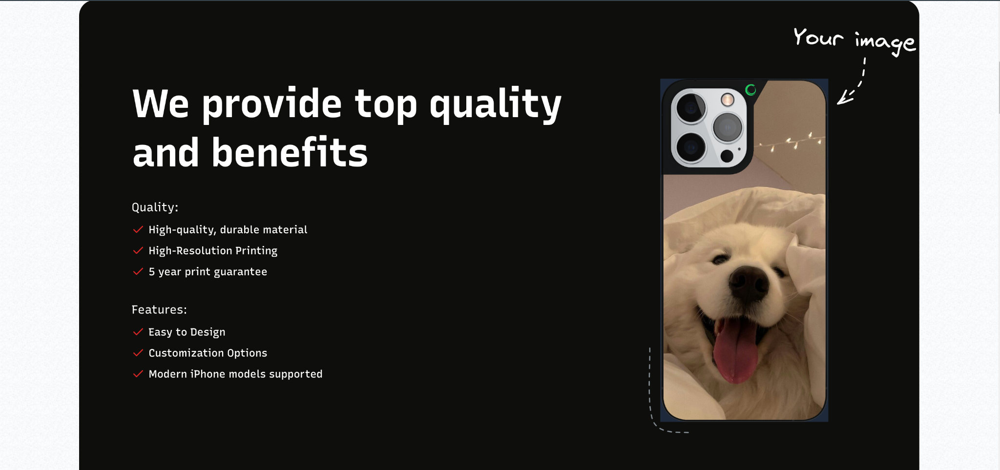 Your image
We provide top quality
and benefits
Quality:
High-quality, durable material
High-Resolution Printing
5 year print guarantee
Features:
Easy to Design
Customization Options
Modern iPhone models supported